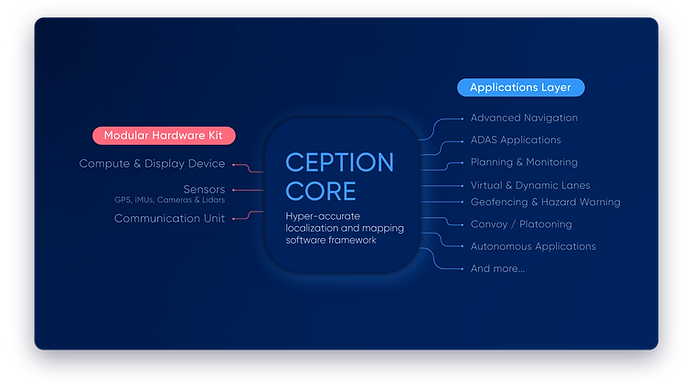 Modular Hardware Kit
Compute & Display Device
Sensors
GPS, IMUs, Cameras & Lidars
Communication Unit
CEPTION
CORE
Hyper-accurate
localization and mapping
software framework
Applications Layer
Advanced Navigation
ADAS Applications
Planning & Monitoring
Virtual & Dynamic Lanes
Geofencing & Hazard Warning
Convoy / Platooning
Autonomous Applications
And more...